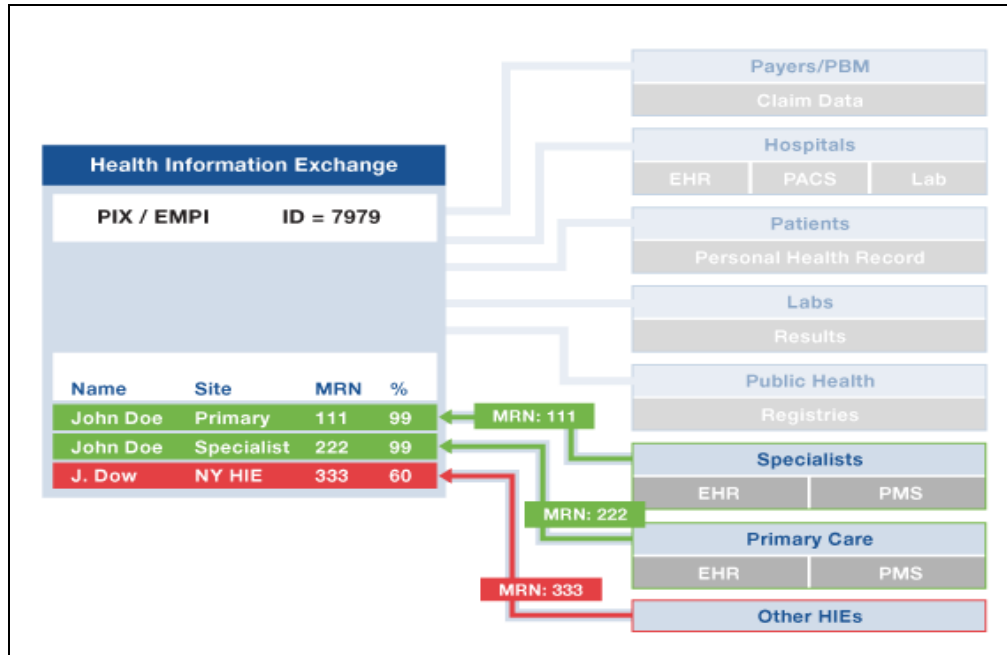 Health Information Exchange
PIX / EMPI ID = 7979
Name Site MRN %
John Doe Primary 111 99
John Doe Specialist 222 99
J. Dow NY HIE 333 60
MRN: 111
MRN: 222
MRN: 333
Payers/PBM
Claim Data
Hospitals
EHR PACS Lab
Patients
Personal Health Record
Labs
Results
Public Health
Registries
Specialists
EHR PMS
Primary Care
EHR PMS
Other HIEs